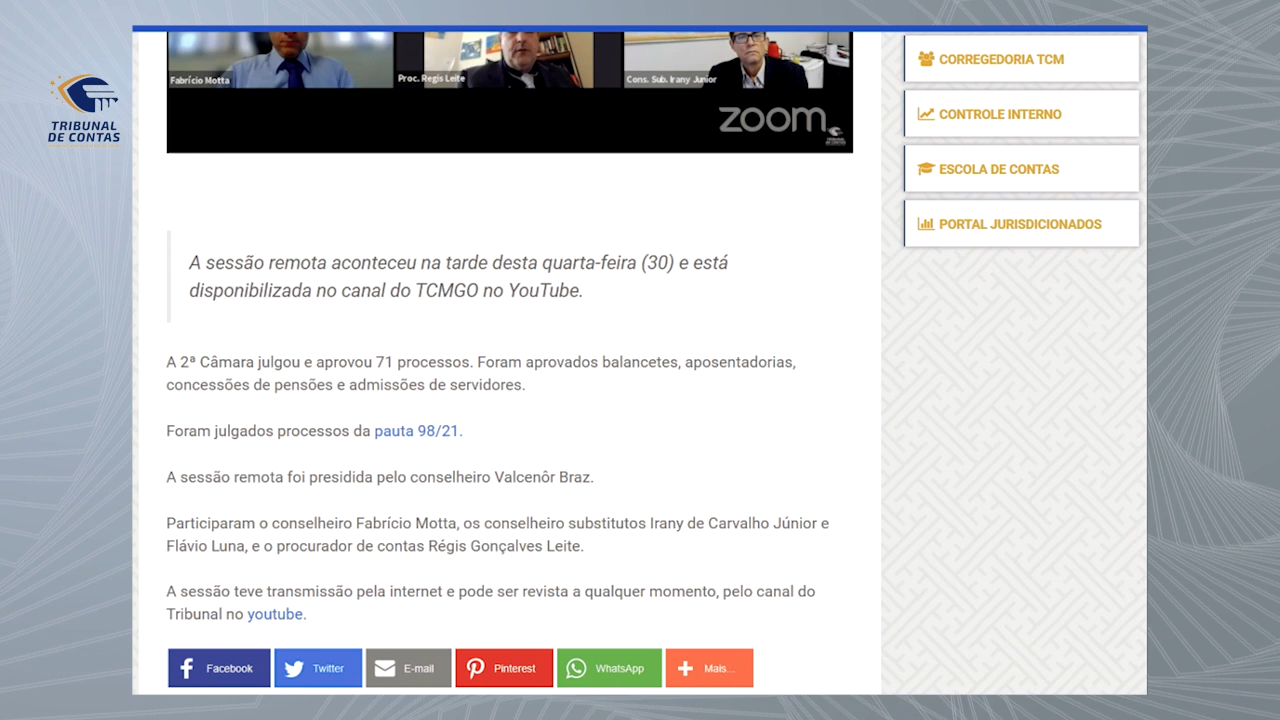 TRIBUNAL
DE CONTAS
Fabrício Motta
Proc. Regis Leite
Cons. Sub. Irany Junior
zoom
A sessão remota aconteceu na tarde desta quarta-feira (30) e está
disponibilizada no canal do TCMGO no YouTube.
A 2ª Câmara julgou e aprovou 71 processos. Foram aprovados balancetes, aposentadorias,
concessões de pensões e admissões de servidores.
Foram julgados processos da pauta 98/21.
A sessão remota foi presidida pelo conselheiro Valcenôr Braz.
Participaram o conselheiro Fabrício Motta, os conselheiro substitutos Irany de Carvalho Júnior e
Flávio Luna, e o procurador de contas Régis Gonçalves Leite.
A sessão teve transmissão pela internet e pode ser revista a qualquer momento, pelo canal do
Tribunal no youtube.
Facebook
Twitter
E-mail
Pinterest
WhatsApp
Mais...
CORREGEDORIA TCM
CONTROLE INTERNO
ESCOLA DE CONTAS
PORTAL JURISDICIONADOS